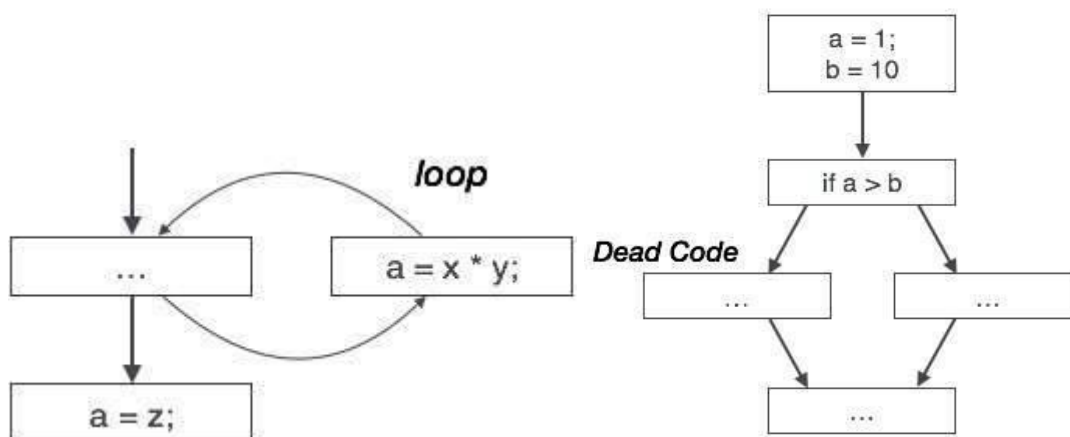 loop
...
a = x * y;
a = z;
a = 1;
b = 10
if a > b
Dead Code
...
...
...